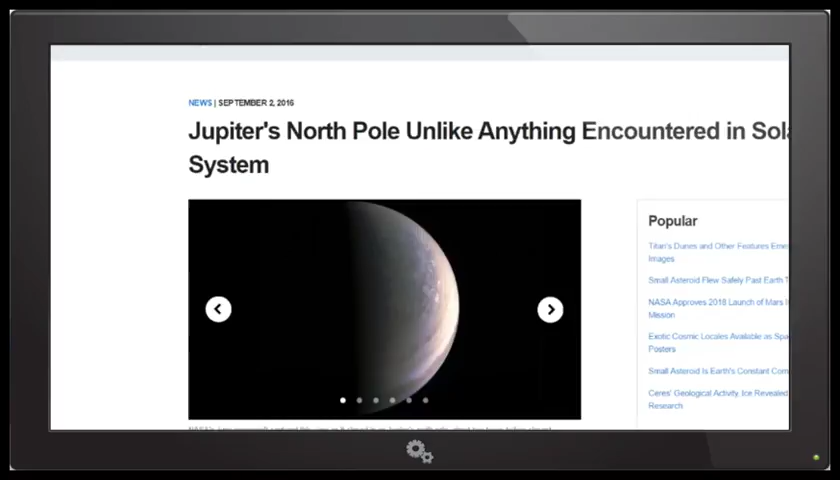 NEWS | SEPTEMBER 2, 2016
Jupiter's North Pole Unlike Anything Encountered in Sola
System
Popular
Titan's Dunes and Other Features Eme
Images
Small Asteroid Flew Safely Past Earth T
NASA Approves 2018 Launch of Mars I
Mission
Exotic Cosmic Locales Available as Spa
Posters
Small Asteroid Is Earth's Constant Com
Ceres' Geological Activity, Ice Revealed
Research